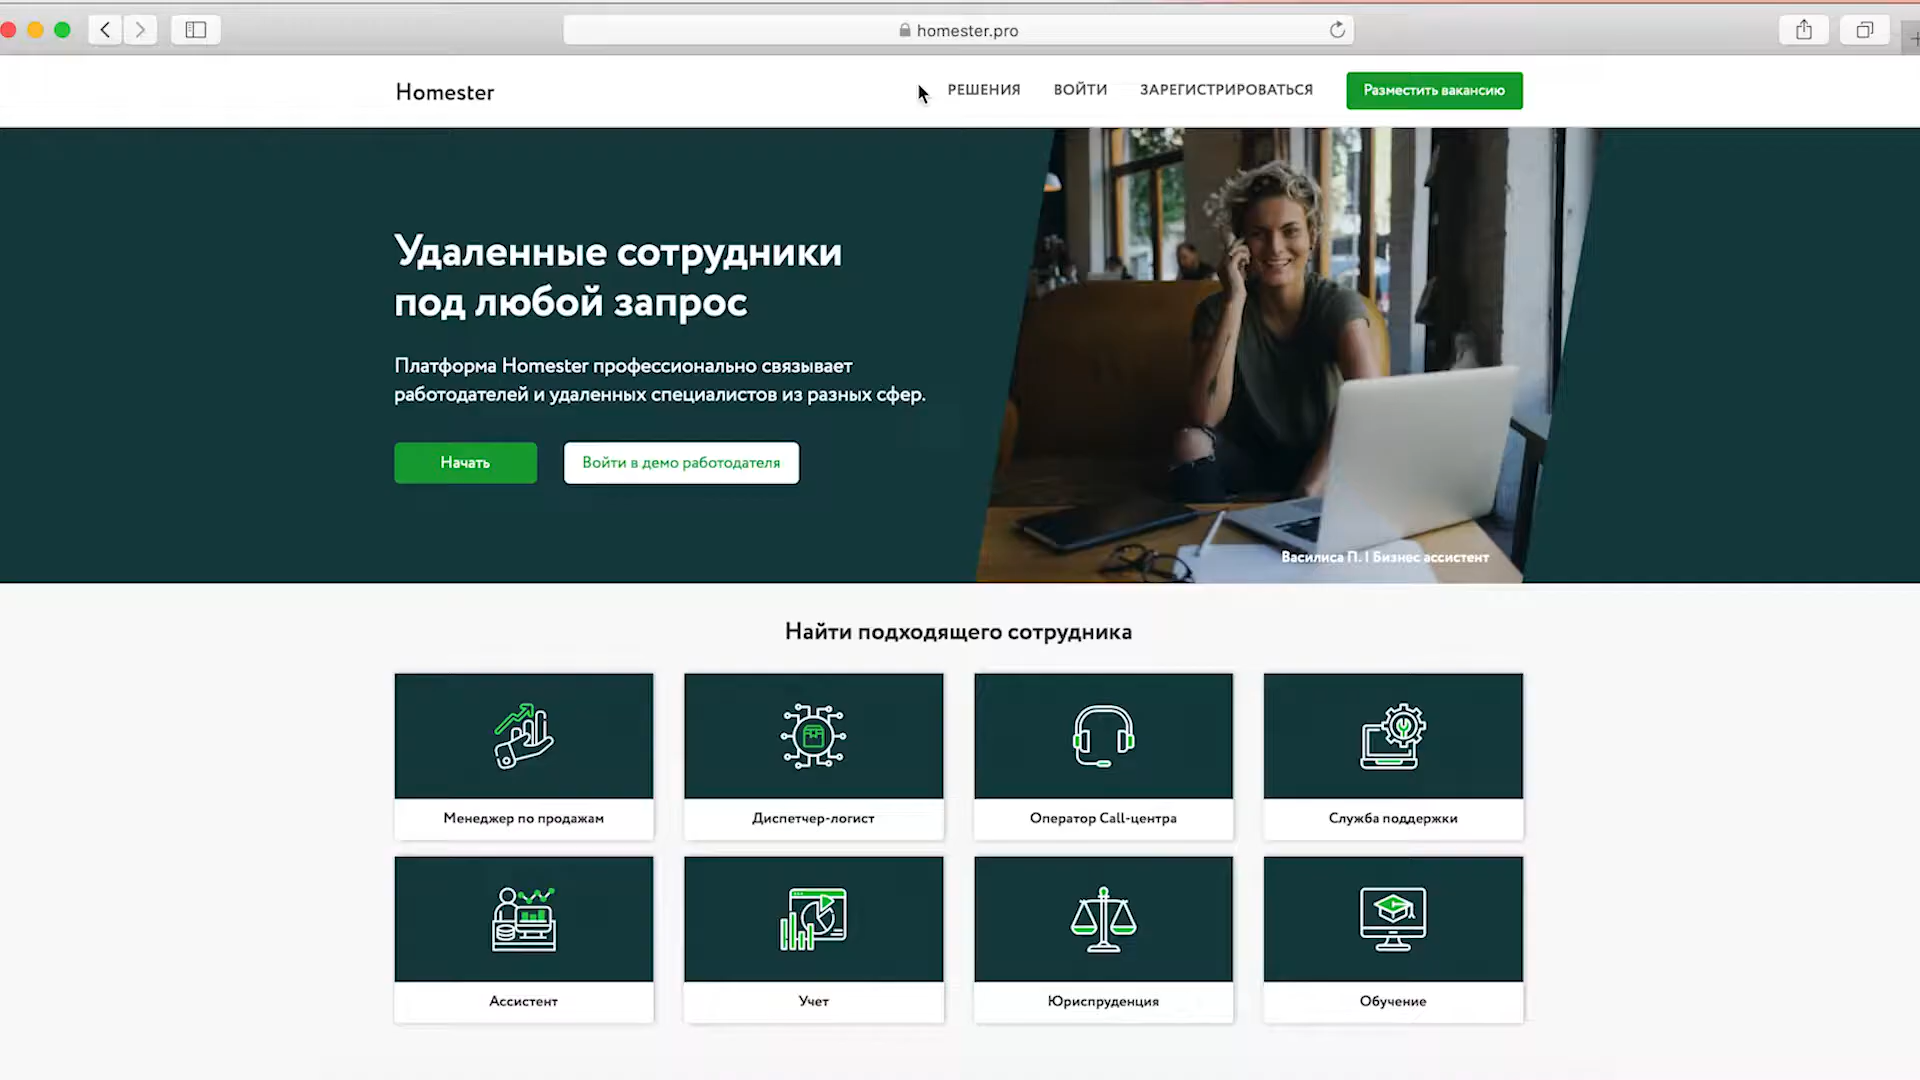 homester.pro
Homester
РЕШЕНИЯ
ВОЙТИ
ЗАРЕГИСТРИРОВАТЬСЯ
Разместить вакансию
Удаленные сотрудники
под любой запрос
Платформа Homester профессионально связывает
работодателей и удаленных специалистов из разных сфер.
Начать
Войти в демо работодателя
Василиса П. | Бизнес ассистент
Найти подходящего сотрудника
Менеджер по продажам
Диспетчер-логист
Оператор Call-центра
Служба поддержки
Ассистент
Учет
Юриспруденция
Обучение